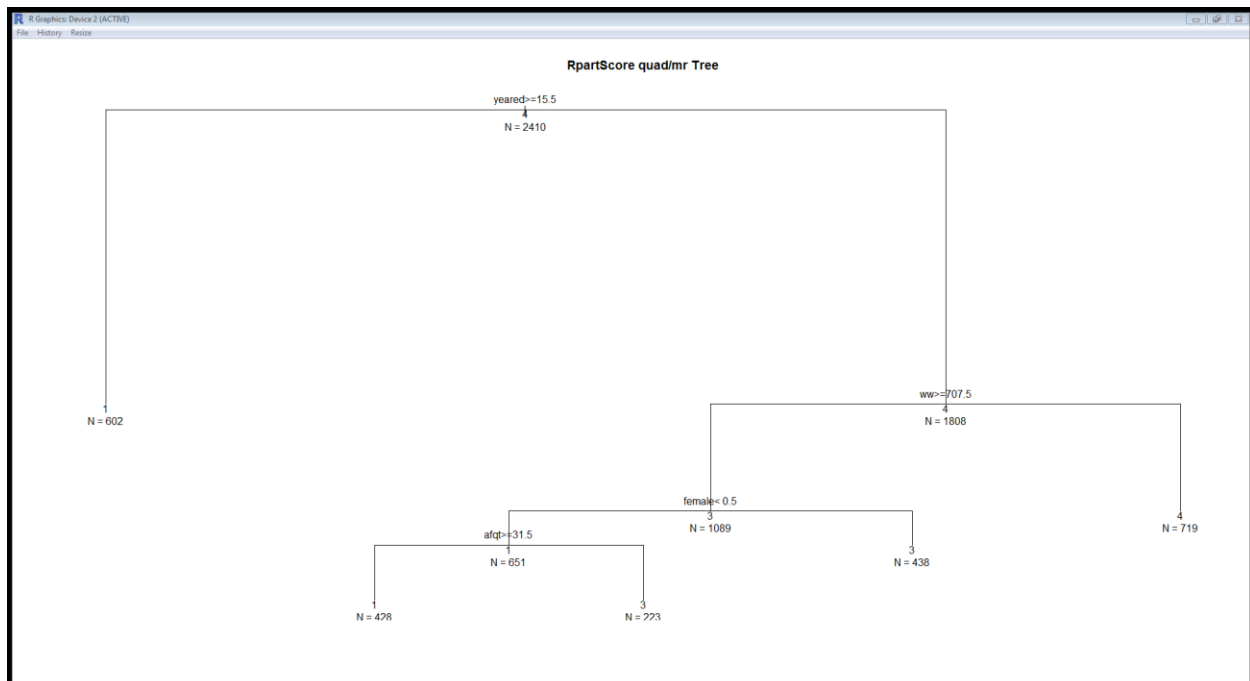 R Graphics: Device 2 (ACTIVE)
File History Resize
RpartScore quad/mr Tree
yeared>=15.5
4
N = 2410
1
N = 602
ww>=707.5
4
N = 1808
female< 0.5
3
N = 1089
4
N = 719
afqt>=31.5
1
N = 651
3
N = 438
1
N = 428
3
N = 223